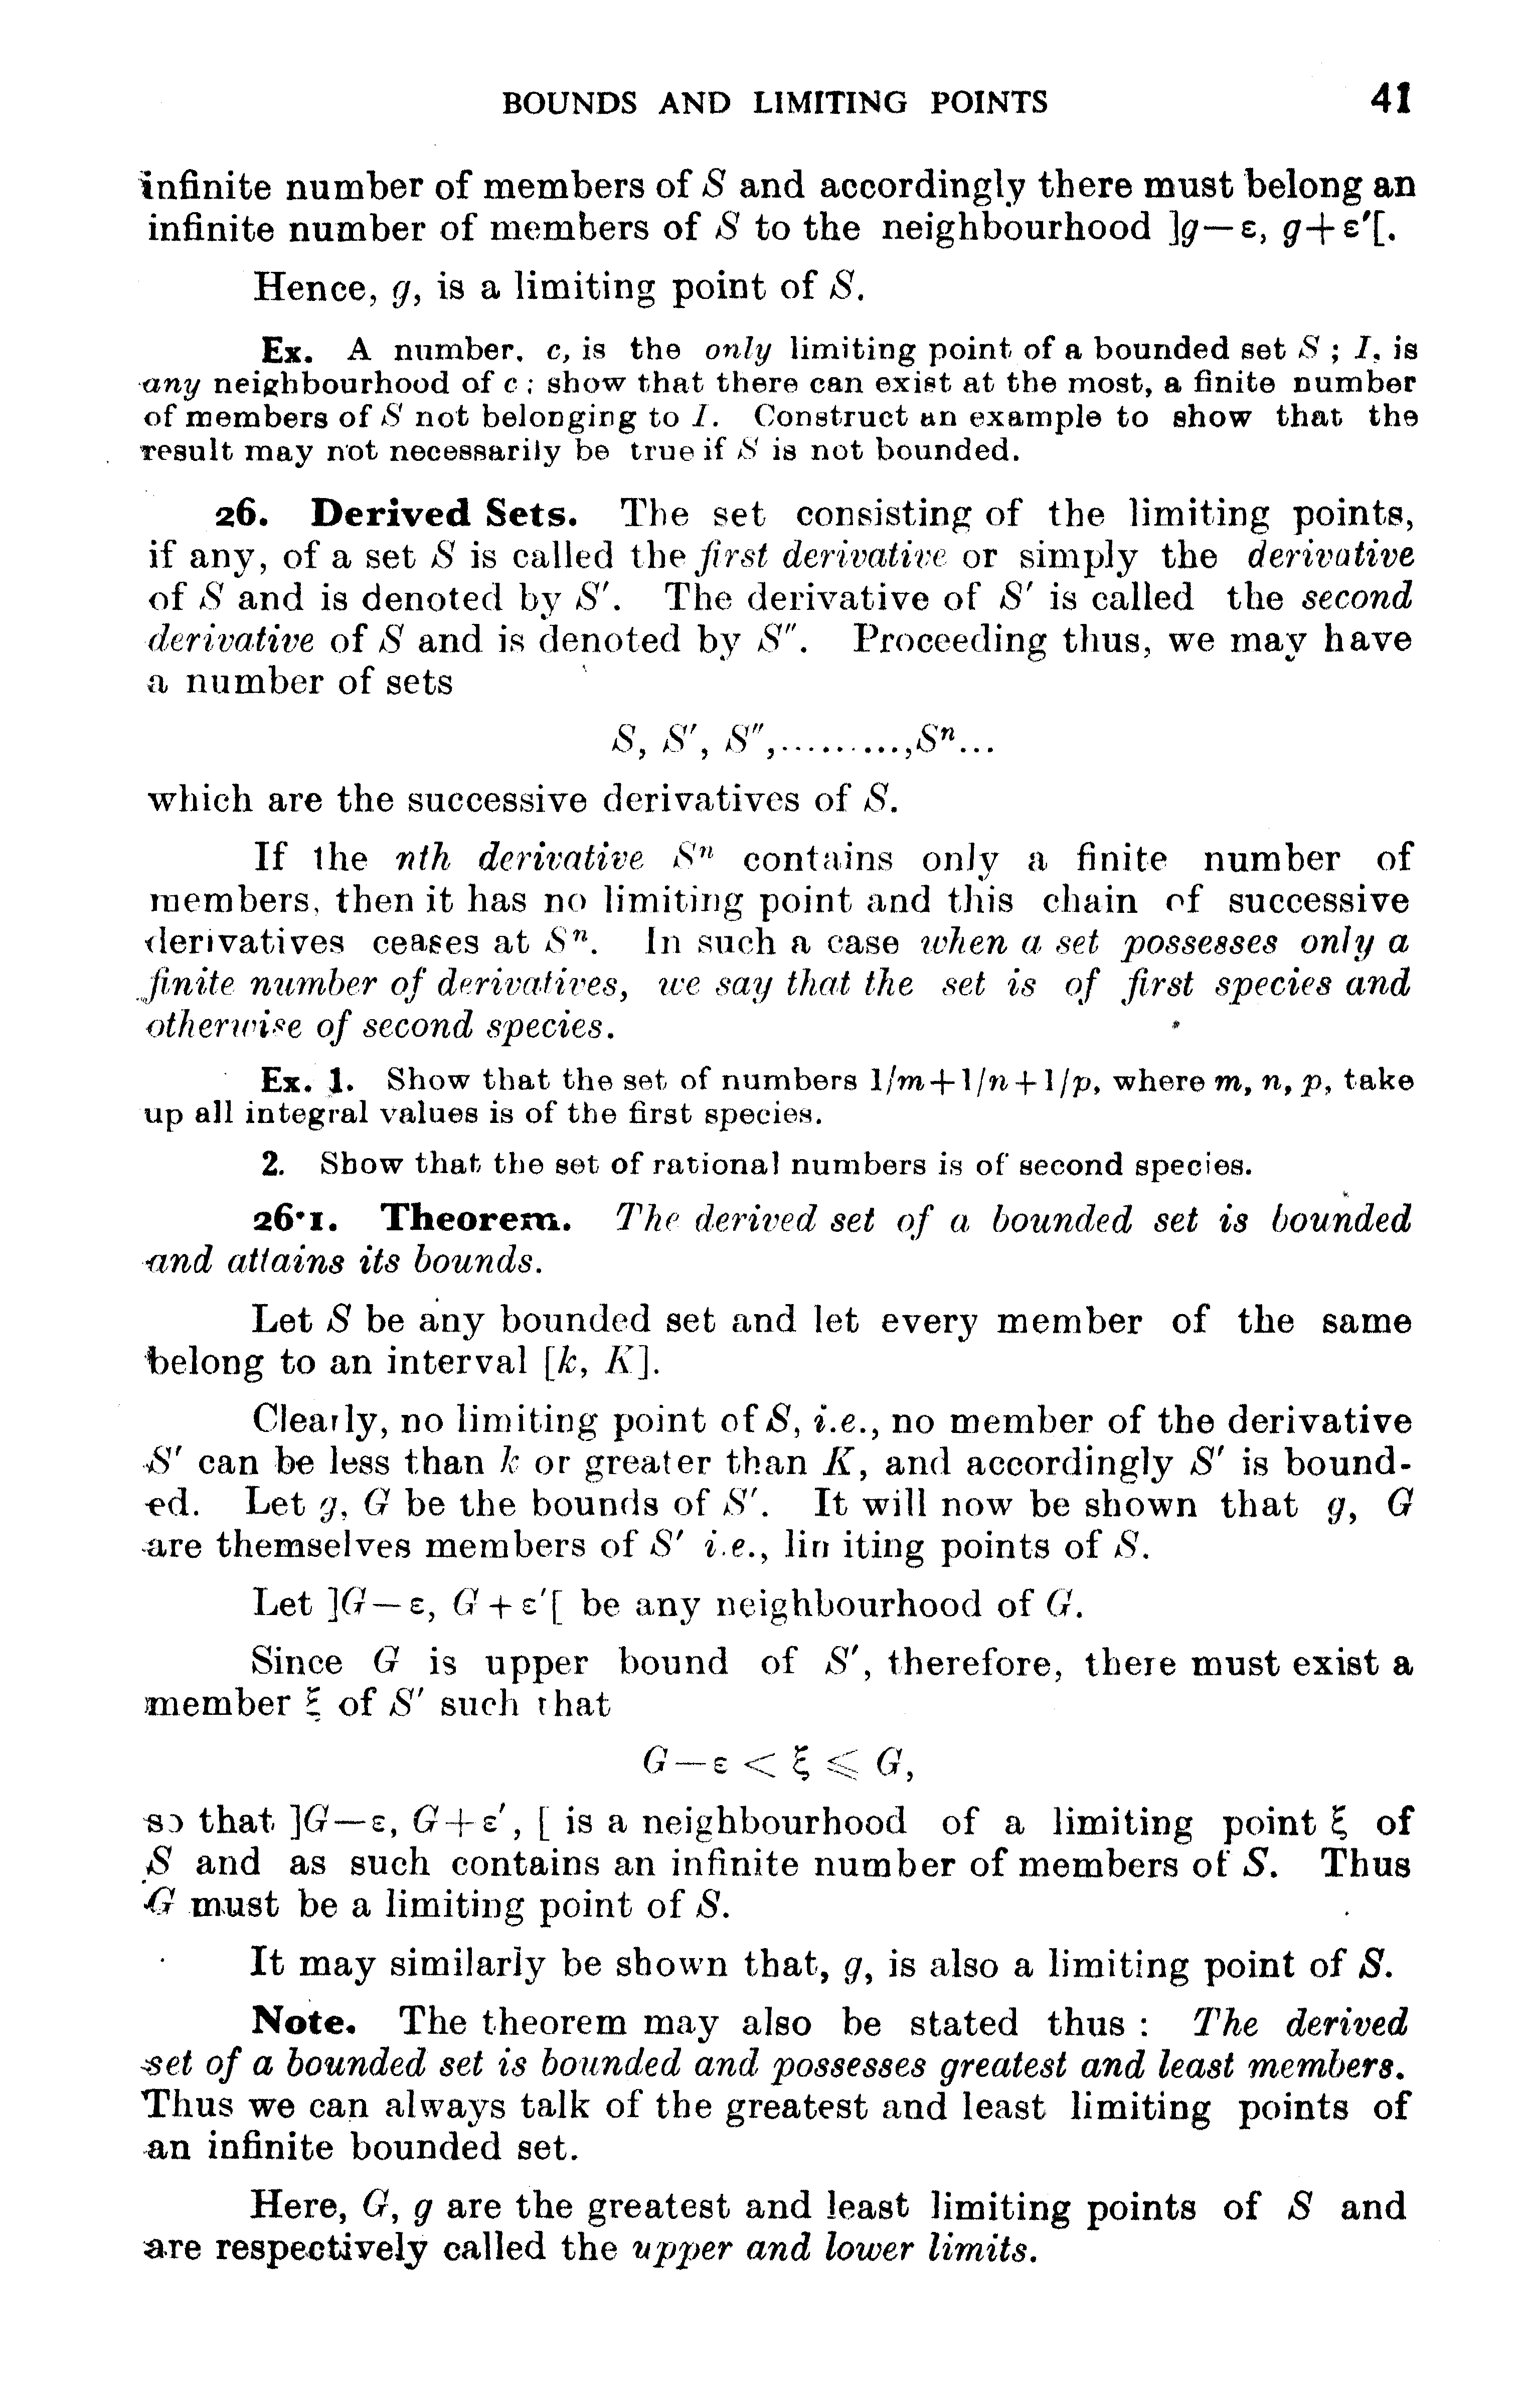 BOUNDS AND LIMITING POINTS 41
infinite number of members of S and accordingly there must belong an
infinite number of members of S to the neighbourhood ]g—ε, g+ε′[.
Hence, g, is a limiting point of S.
Ex. A number, c, is the only limiting point of a bounded set S ; I, is
any neighbourhood of c ; show that there can exist at the most, a finite number
of members of S not belonging to I. Construct an example to show that the
result may not necessarily be true if S is not bounded.
26. Derived Sets. The set consisting of the limiting points,
if any, of a set S is called the first derivative or simply the derivative
of S and is denoted by S′. The derivative of S′ is called the second
derivative of S and is denoted by S″. Proceeding thus, we may have
a number of sets
S, S′, S″,..........,Sⁿ...
which are the successive derivatives of S.
If the nth derivative Sⁿ contains only a finite number of
members, then it has no limiting point and this chain of successive
derivatives ceases at Sⁿ. In such a case when a set possesses only a
finite number of derivatives, we say that the set is of first species and
otherwise of second species.
Ex. 1. Show that the set of numbers 1/m+1/n+1/p, where m, n, p, take
up all integral values is of the first species.
2. Show that the set of rational numbers is of second species.
26·1. Theorem. The derived set of a bounded set is bounded
and attains its bounds.
Let S be any bounded set and let every member of the same
belong to an interval [k, K].
Clearly, no limiting point of S, i.e., no member of the derivative
S′ can be less than k or greater than K, and accordingly S′ is bound-
ed. Let g, G be the bounds of S′. It will now be shown that g, G
are themselves members of S′ i.e., limiting points of S.
Let ]G—ε, G+ε′[ be any neighbourhood of G.
Since G is upper bound of S′, therefore, there must exist a
member ξ of S′ such that
G—ε < ξ ⩽ G,
so that ]G—ε, G+ε′, [ is a neighbourhood of a limiting point ξ of
S and as such contains an infinite number of members of S. Thus
G must be a limiting point of S.
It may similarly be shown that, g, is also a limiting point of S.
Note. The theorem may also be stated thus : The derived
set of a bounded set is bounded and possesses greatest and least members.
Thus we can always talk of the greatest and least limiting points of
an infinite bounded set.
Here, G, g are the greatest and least limiting points of S and
are respectively called the upper and lower limits.